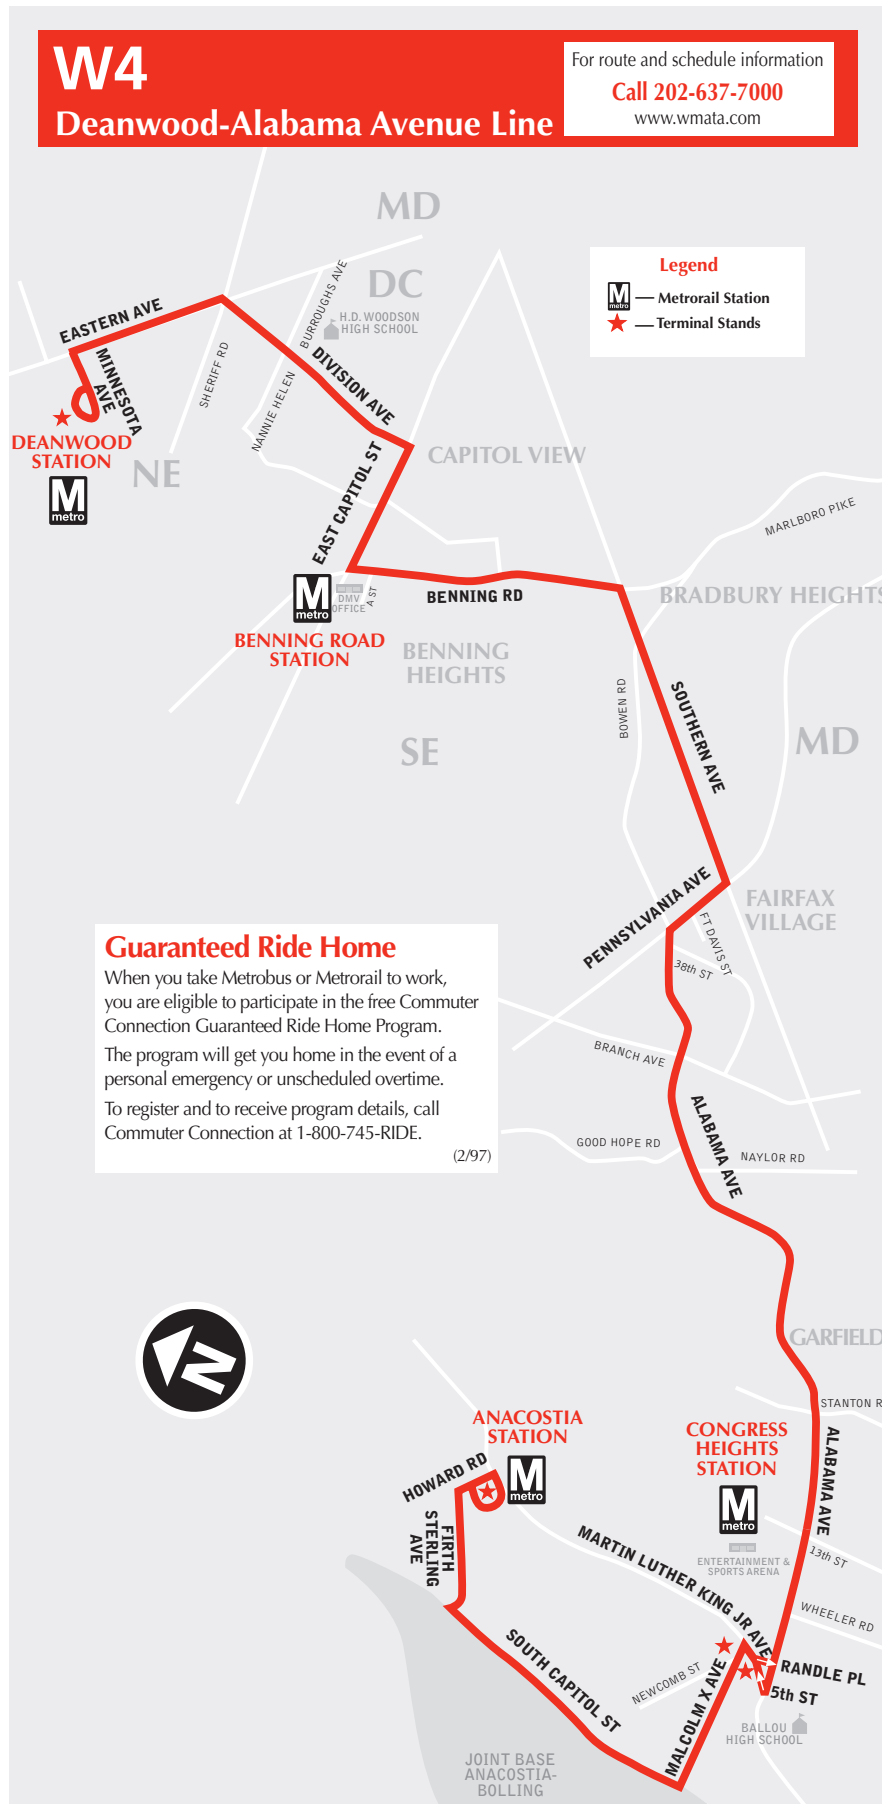 W4
Deanwood-Alabama Avenue Line
For route and schedule information
Call 202-637-7000
www.wmata.com
MD
DC
Legend
M
metro
Metrorail Station
Terminal Stands
H.D. WOODSON
HIGH SCHOOL
BURROUGHS AVE
EASTERN AVE
MINNESOTA
AVE
SHERIFF RD
NANNIE HELEN
DIVISION AVE
DEANWOOD
STATION
M
metro
NE
EAST CAPITOL ST
CAPITOL VIEW
MARLBORO PIKE
M
metro
DMV
OFFICE
A ST
BENNING RD
BRADBURY HEIGHTS
BENNING ROAD
STATION
BENNING
HEIGHTS
BOWEN RD
SOUTHERN AVE
SE
MD
PENNSYLVANIA AVE
FAIRFAX
VILLAGE
FT DAVIS ST
38th ST
Guaranteed Ride Home
When you take Metrobus or Metrorail to work,
you are eligible to participate in the free Commuter
Connection Guaranteed Ride Home Program.
The program will get you home in the event of a
personal emergency or unscheduled overtime.
To register and to receive program details, call
Commuter Connection at 1-800-745-RIDE.
(2/97)
BRANCH AVE
ALABAMA AVE
GOOD HOPE RD
NAYLOR RD
N
GARFIELD
STANTON R
ANACOSTIA
STATION
M
metro
CONGRESS
HEIGHTS
STATION
M
metro
ALABAMA AVE
HOWARD RD
FIRTH
STERLING
AVE
ENTERTAINMENT &
SPORTS ARENA
13th ST
MARTIN LUTHER KING JR AVE
WHEELER RD
SOUTH CAPITOL ST
NEWCOMB ST
MALCOLM X AVE
RANDLE PL
5th ST
BALLOU
HIGH SCHOOL
JOINT BASE
ANACOSTIA-
BOLLING